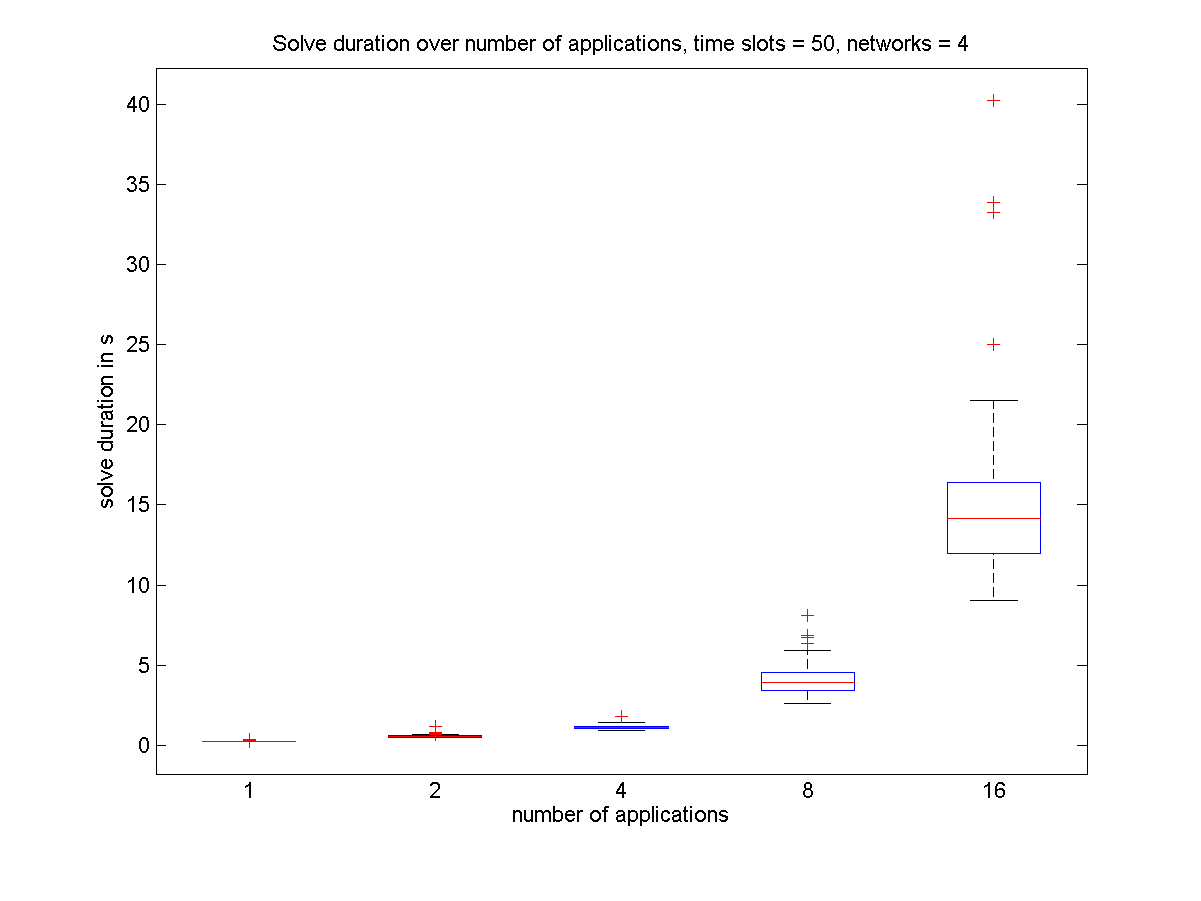 Solve duration over number of applications, time slots = 50, networks = 4
40
35
30
25
20
15
10
5
0
solve duration in s
1 2 4 8 16
number of applications